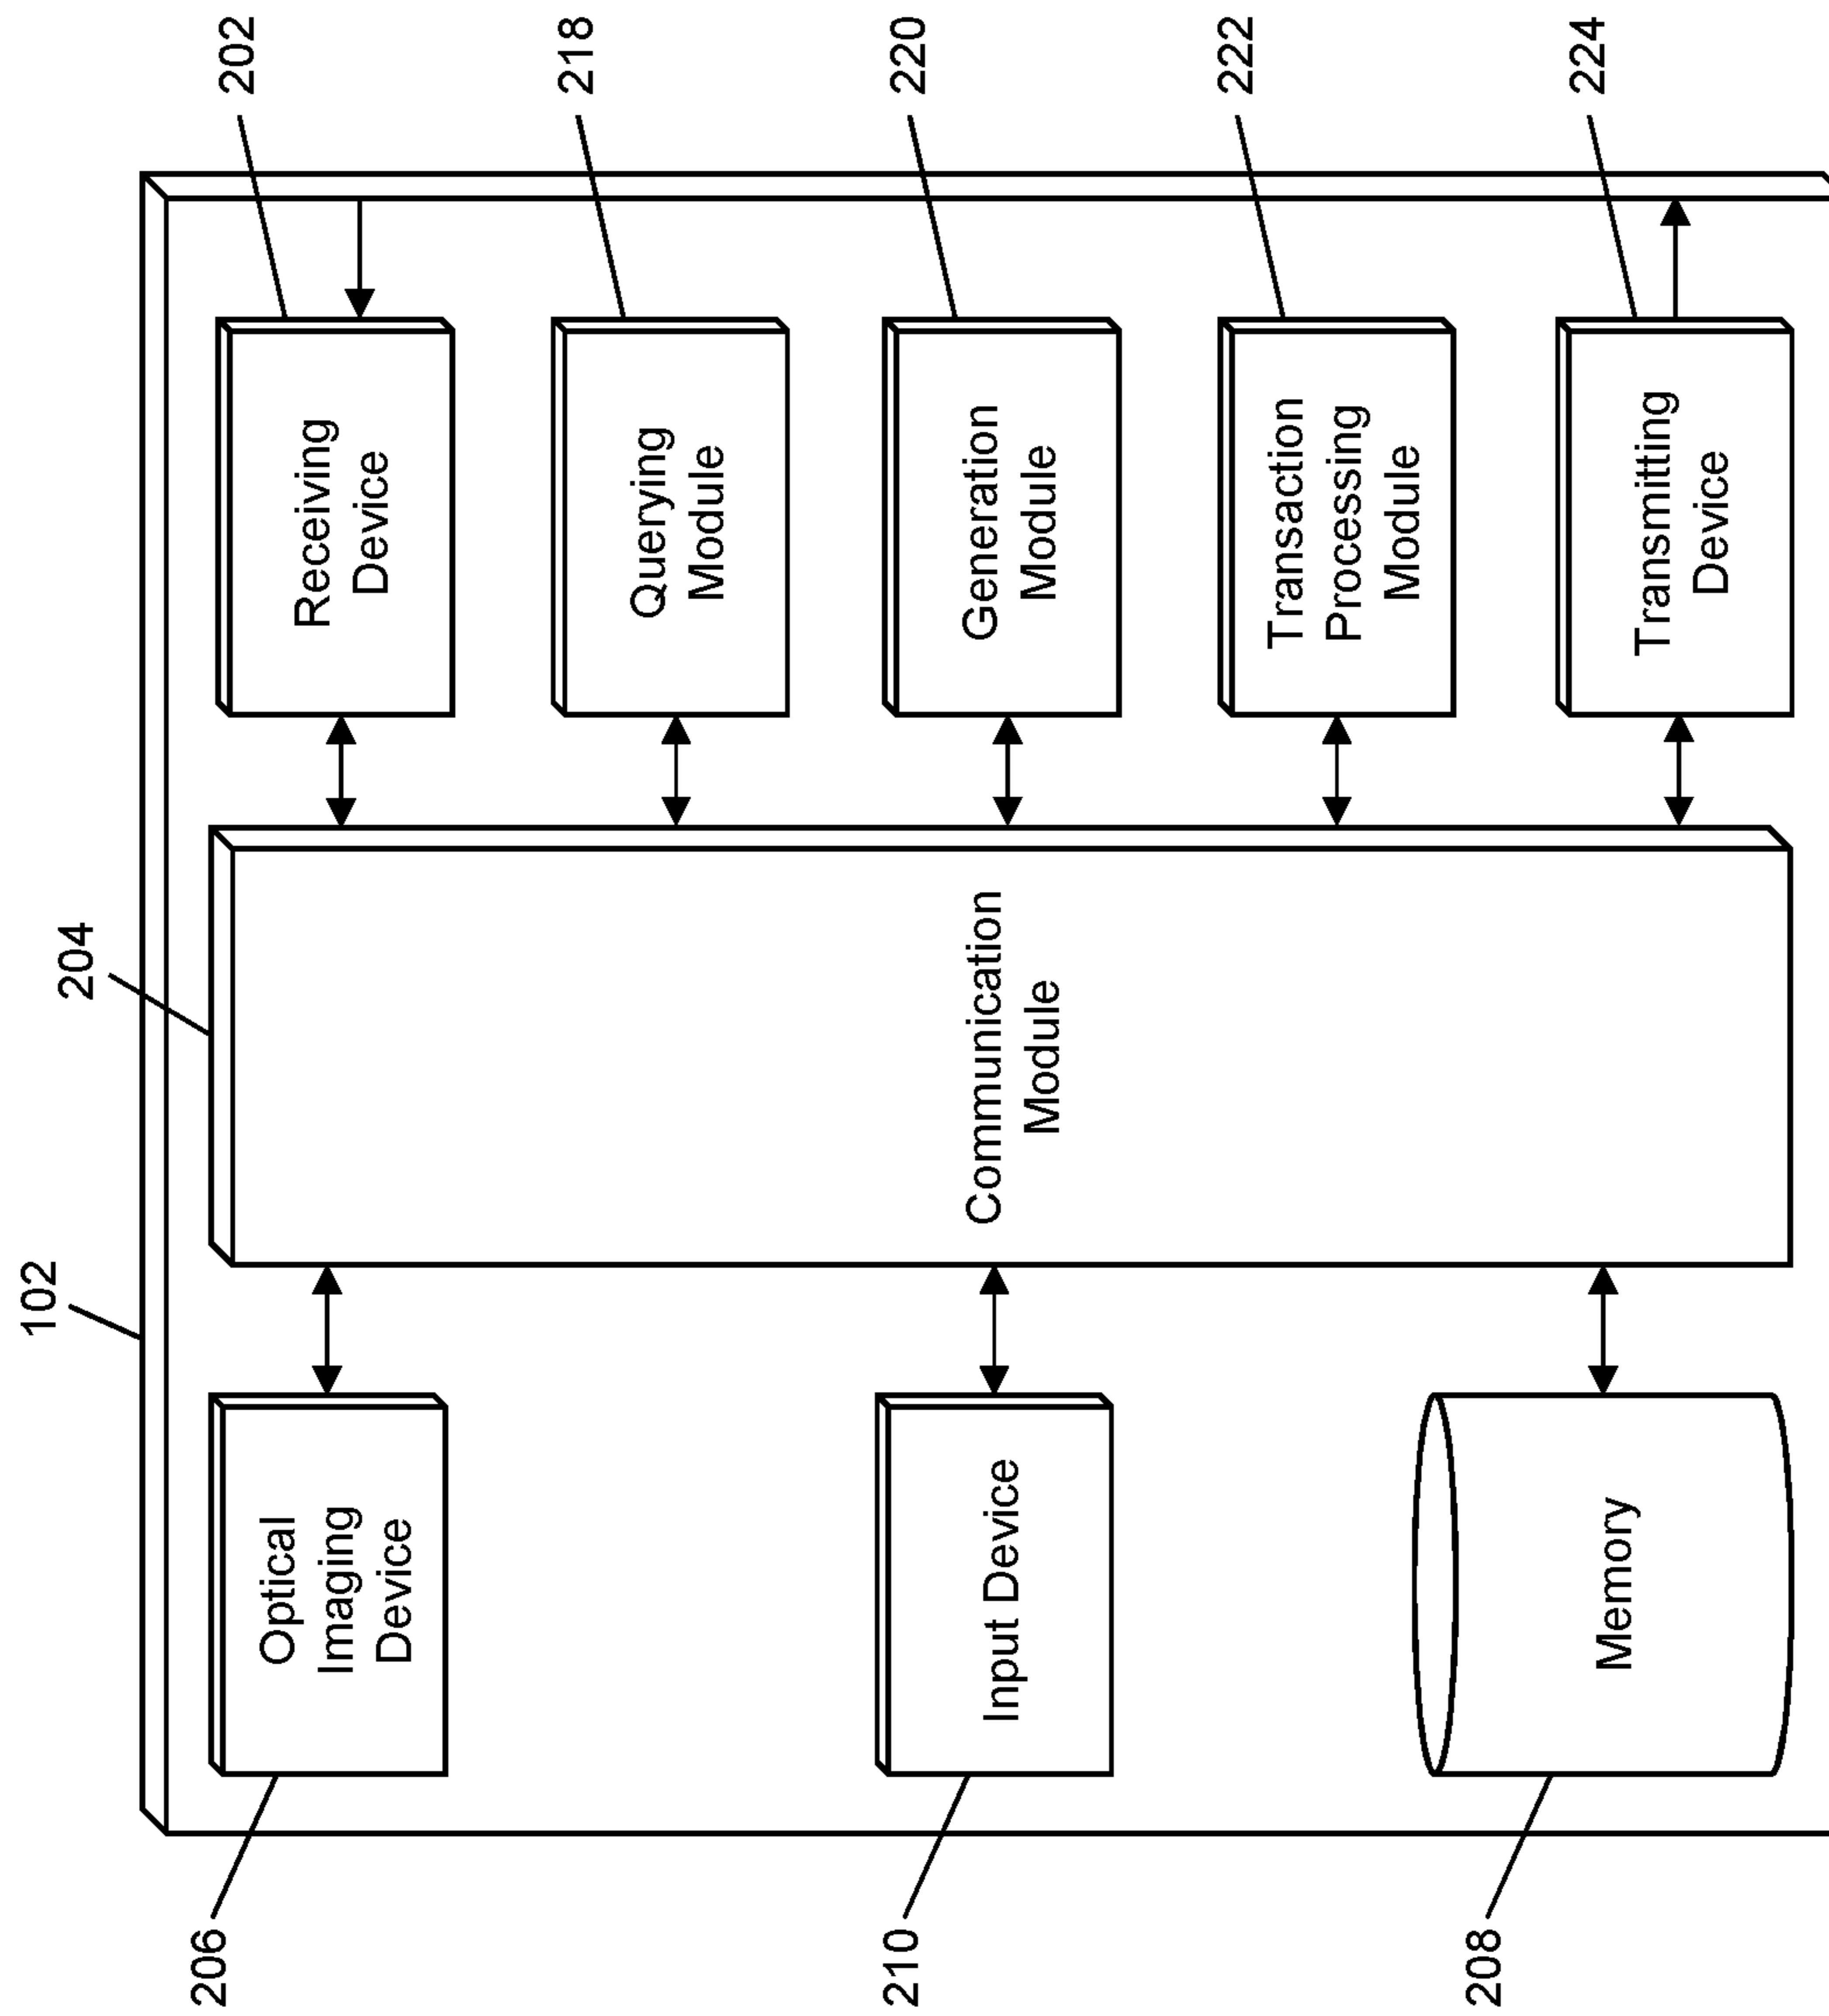 102
204
206
Optical
Imaging
Device
Receiving
Device
202
Querying
Module
218
210
Input Device
Communication
Module
Generation
Module
220
Transaction
Processing
Module
222
208
Memory
Transmitting
Device
224